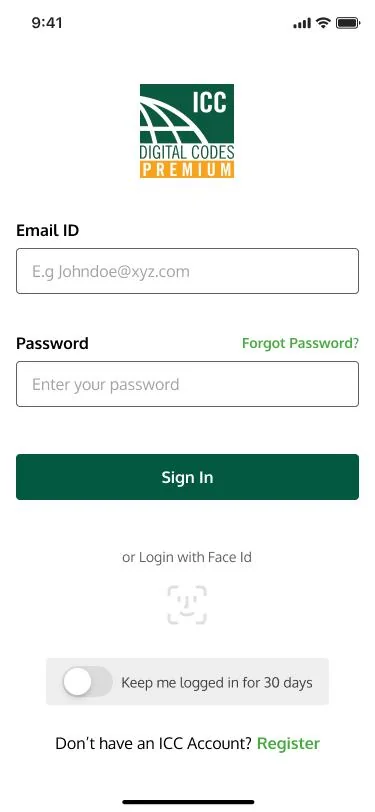 9:41
ICC
DIGITAL CODES
PREMIUM
Email ID
E.g Johndoe@xyz.com
Password Forgot Password?
Enter your password
Sign In
or Login with Face Id
Keep me logged in for 30 days
Don’t have an ICC Account? Register